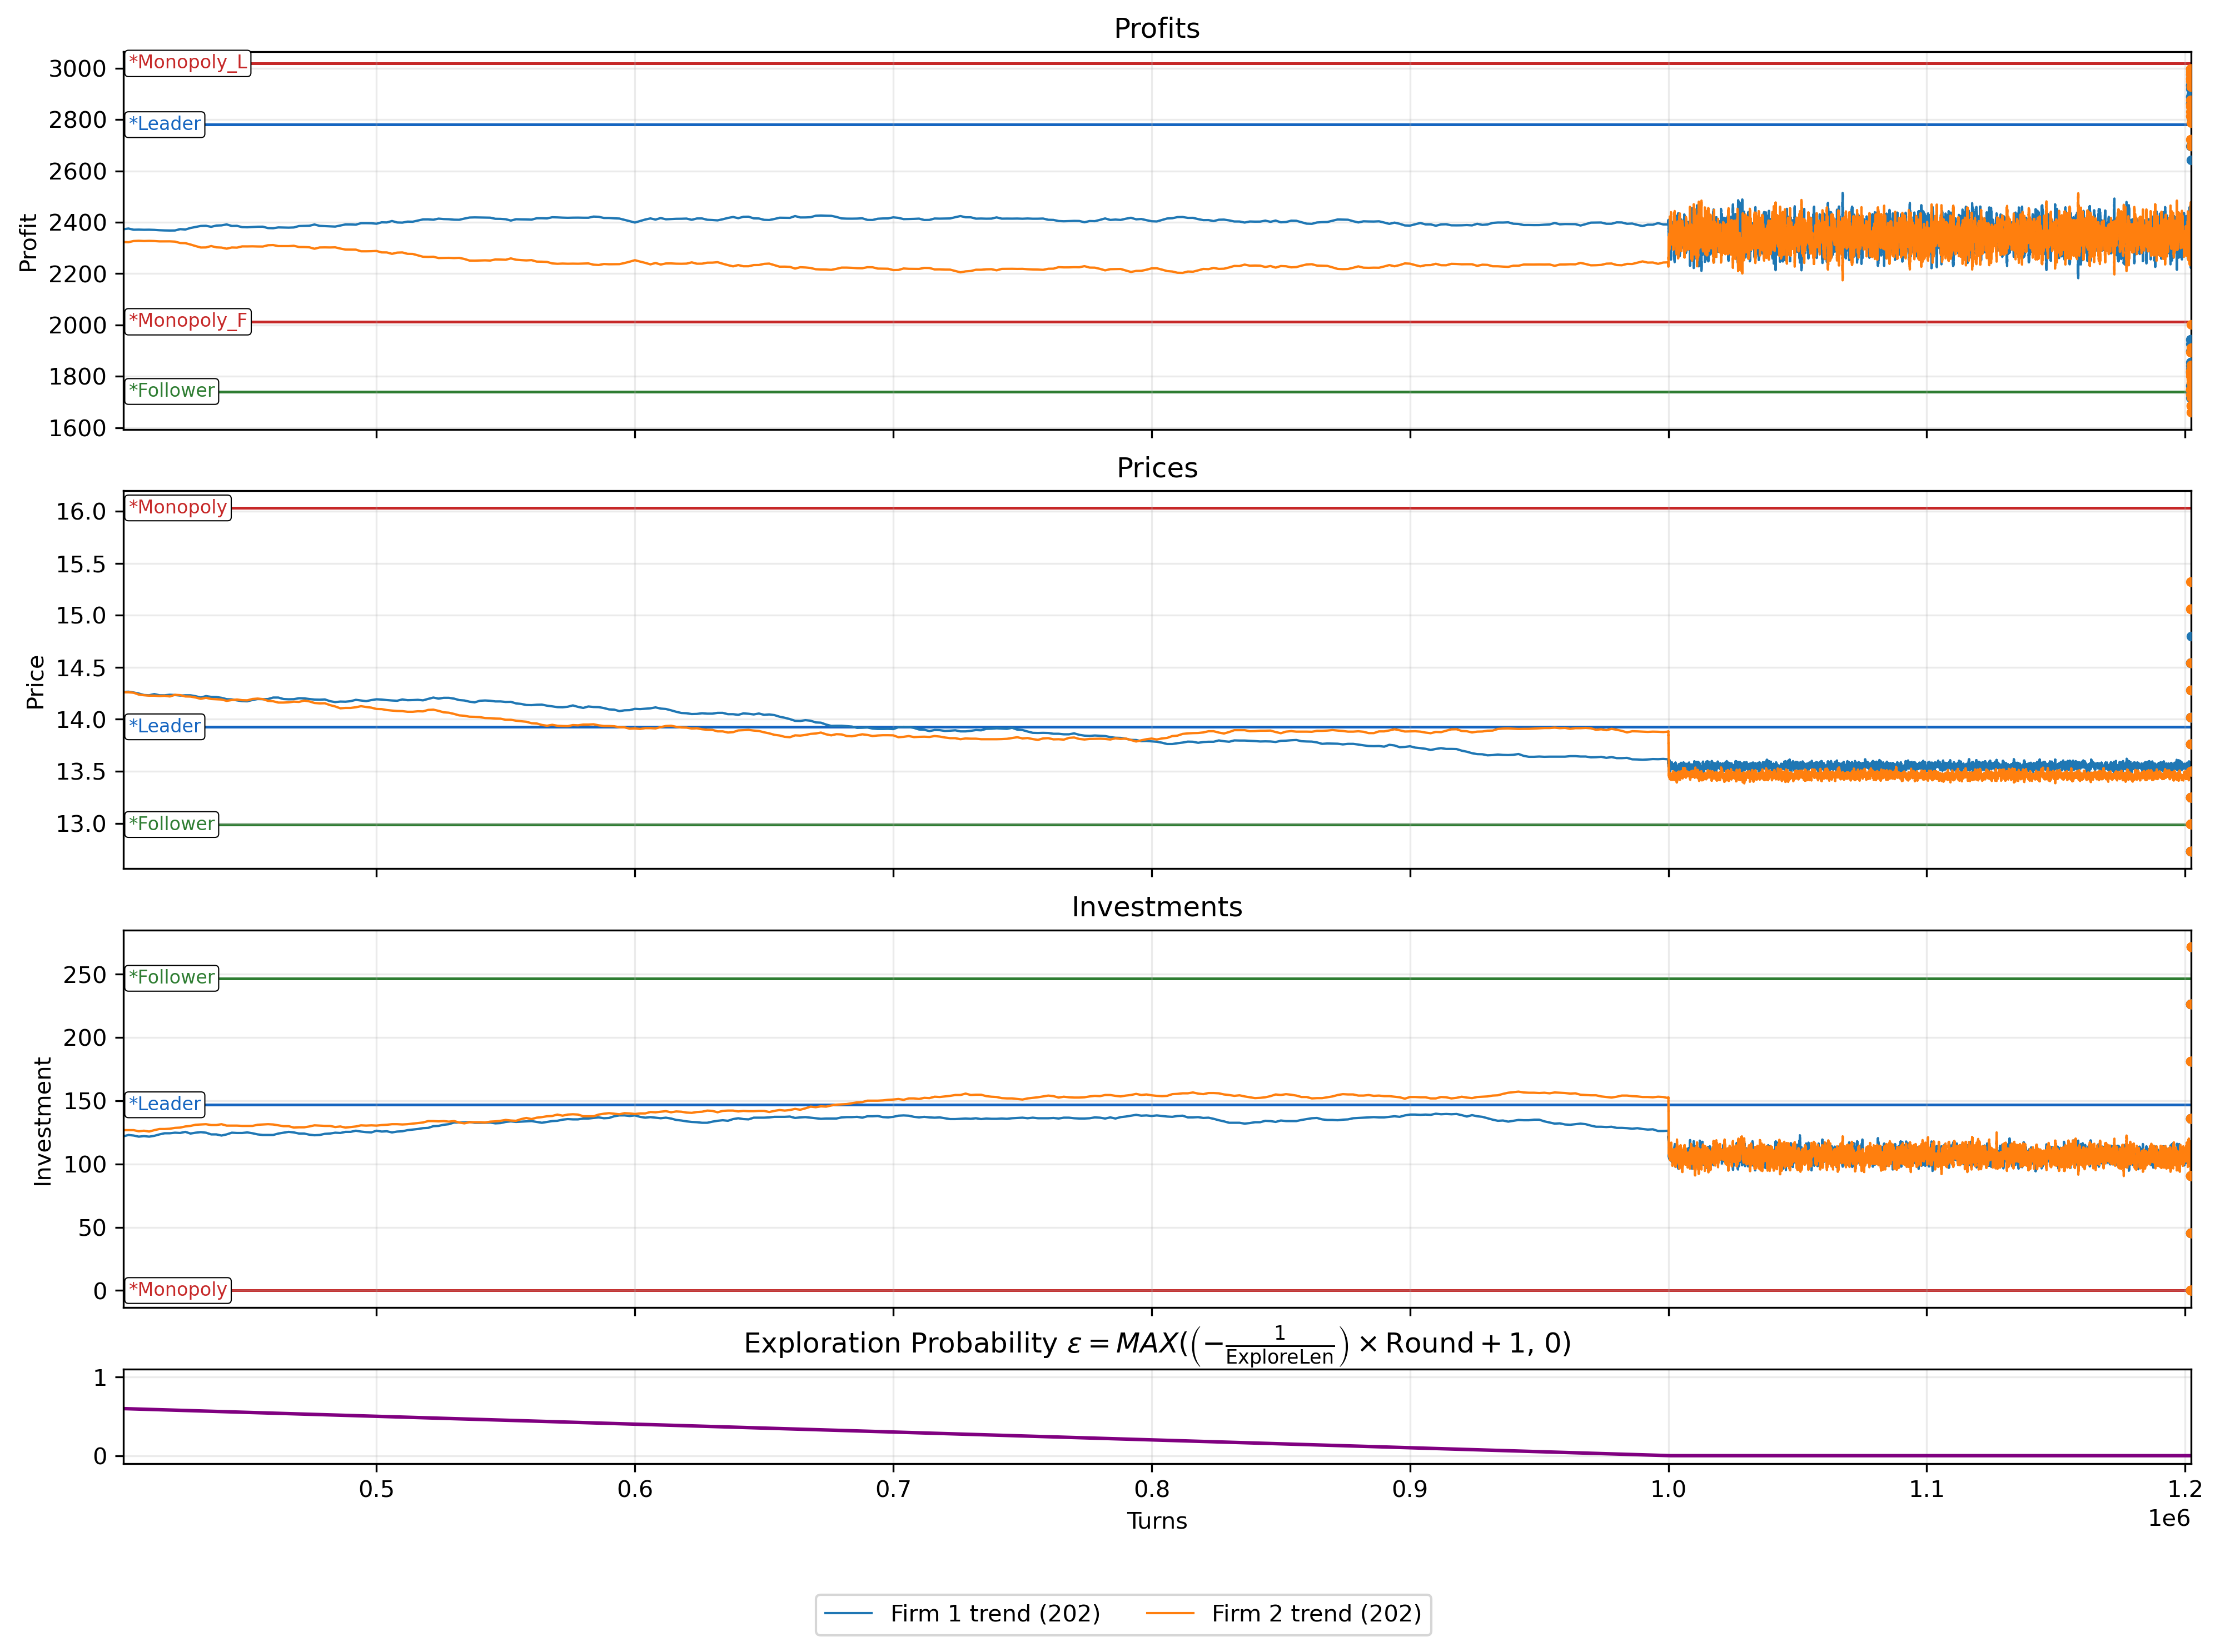 Profits
3000
2800
2600
2400
2200
2000
1800
1600
Profit
*Monopoly_L
*Leader
*Monopoly_F
*Follower
Prices
16.0
15.5
15.0
14.5
14.0
13.5
13.0
Price
*Monopoly
*Leader
*Follower
Investments
250
200
150
100
50
0
Investment
*Follower
*Leader
*Monopoly
Exploration Probability ε = MAX((−1/ExploreLen) × Round + 1, 0)
1
0
0.5 0.6 0.7 0.8 0.9 1.0 1.1 1.2
1e6
Turns
Firm 1 trend (202) Firm 2 trend (202)